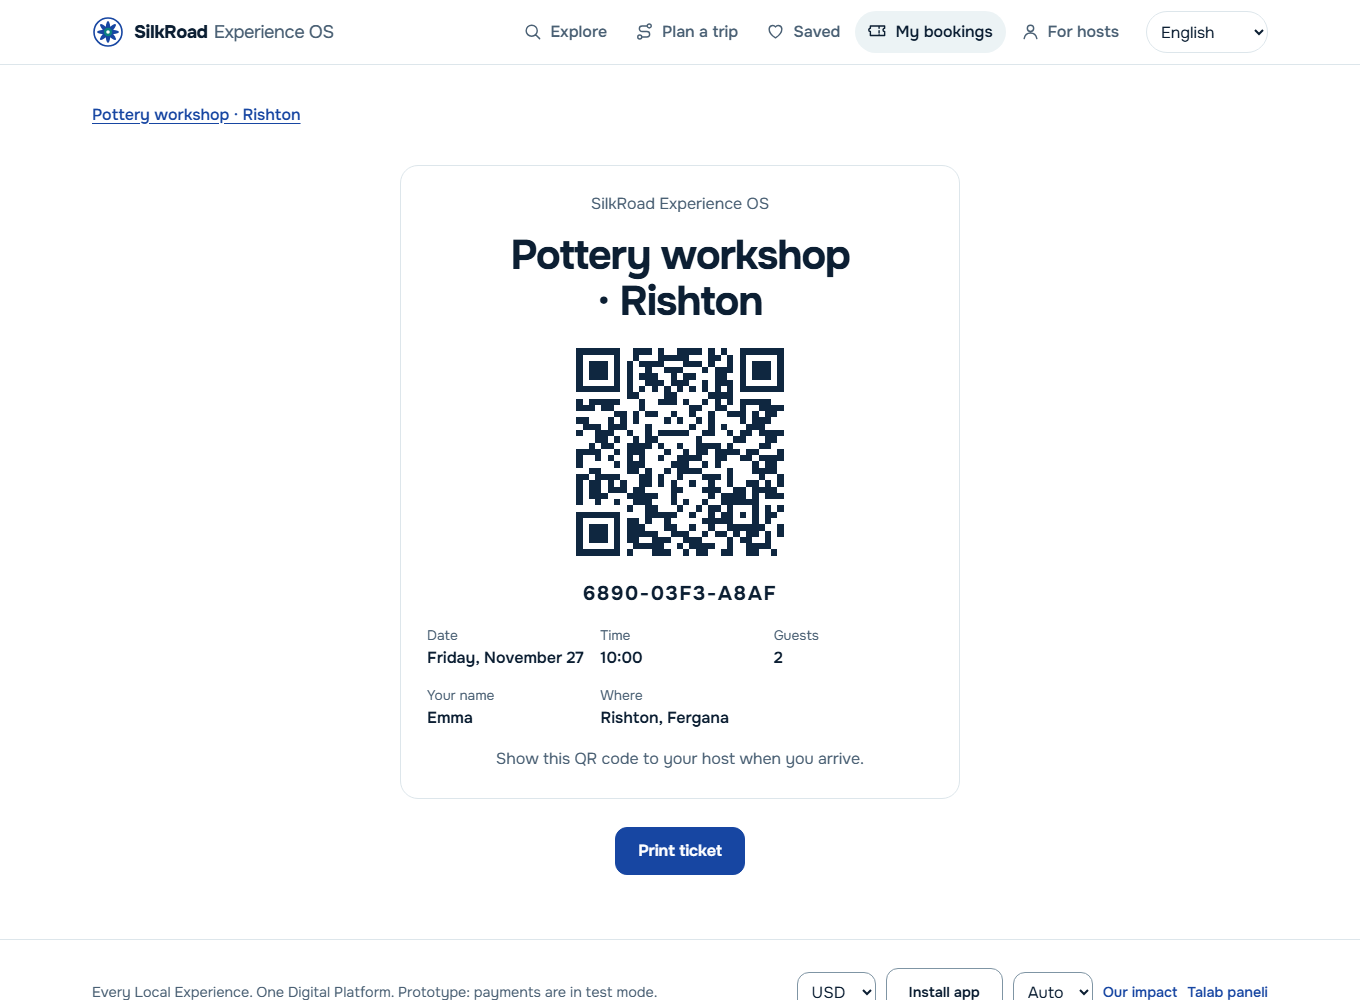 SilkRoad Experience OS
Explore
Plan a trip
Saved
My bookings
For hosts
English
Pottery workshop · Rishton
SilkRoad Experience OS
Pottery workshop
· Rishton
6890-03F3-A8AF
Date
Friday, November 27
Time
10:00
Guests
2
Your name
Emma
Where
Rishton, Fergana
Show this QR code to your host when you arrive.
Print ticket
Every Local Experience. One Digital Platform. Prototype: payments are in test mode.
USD
Install app
Auto
Our impact
Talab paneli